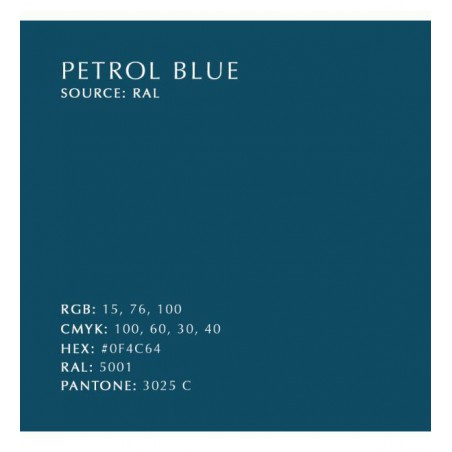 PETROL BLUE
SOURCE: RAL
RGB: 15, 76, 100
CMYK: 100, 60, 30, 40
HEX: #0F4C64
RAL: 5001
PANTONE: 3025 C